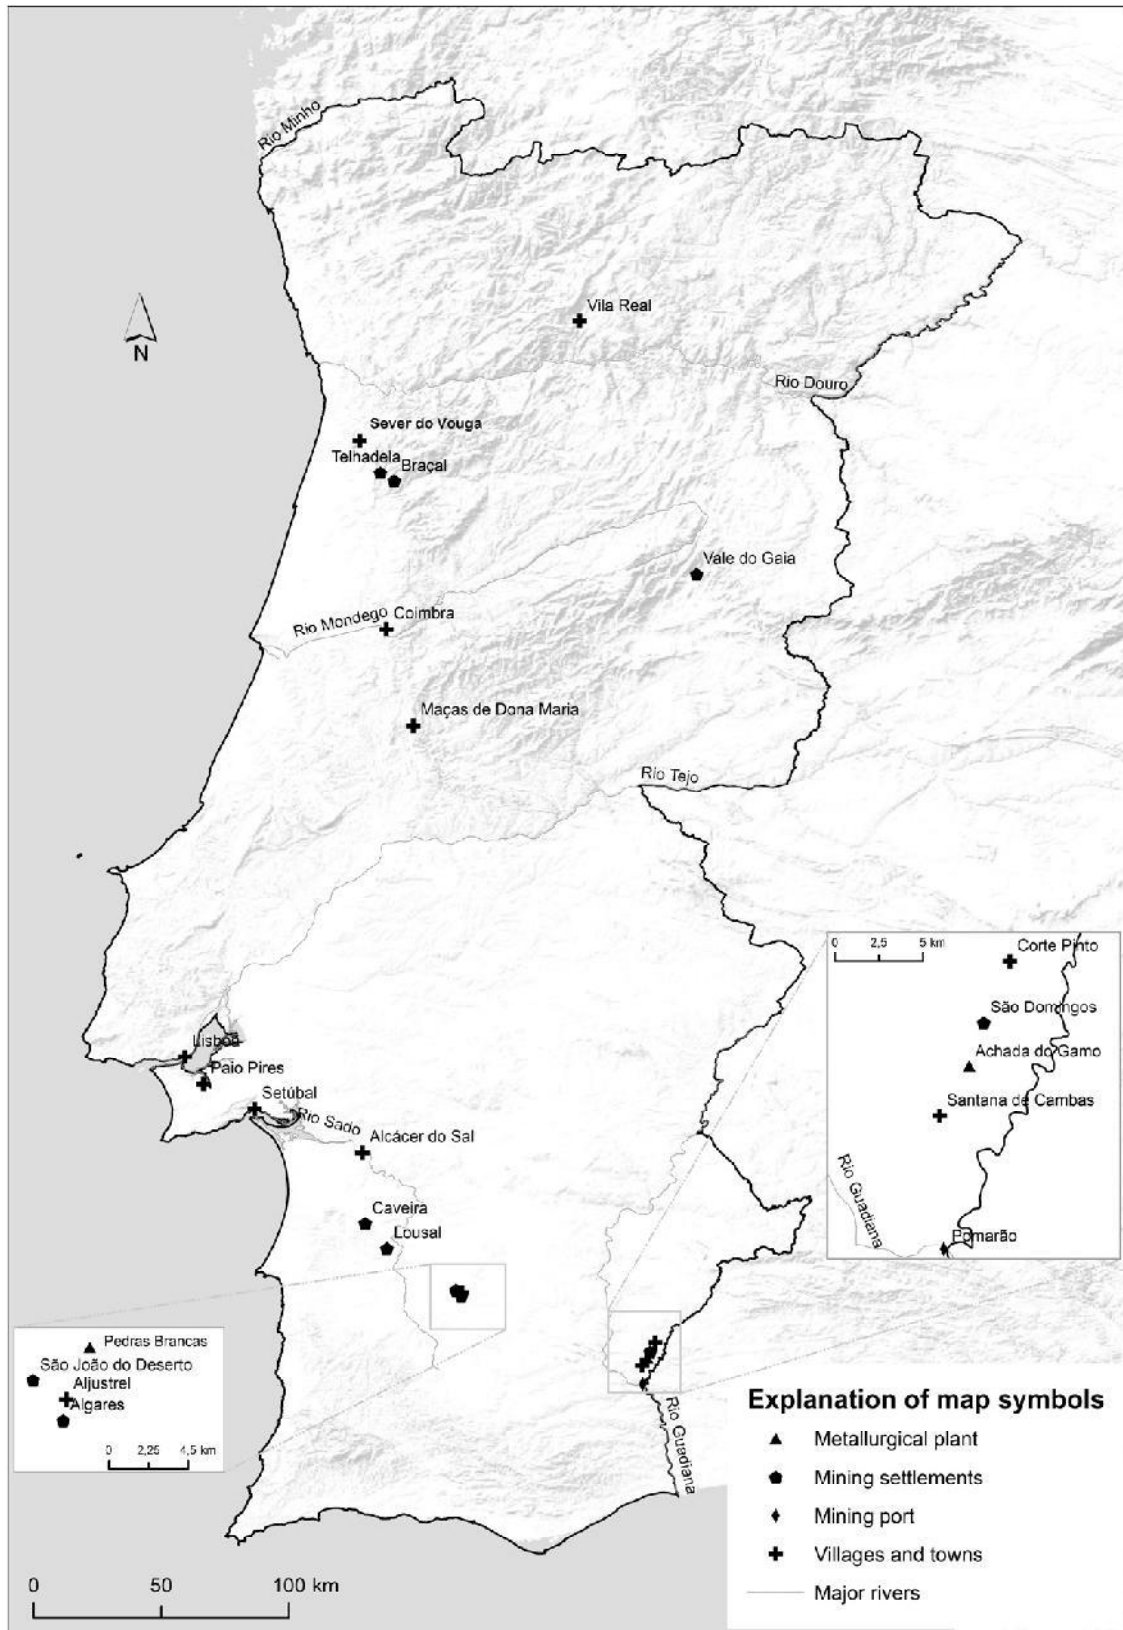 Rio Minho
Vila Real
N
Rio Douro
Sever do Vouga
Telhadela
Braçal
Vale do Gaia
Rio Mondego
Coimbra
Maças de Dona Maria
Rio Tejo
0 2,5 5 km
Corte Pinto
São Domingos
Achada do Gamo
Santana de Cambas
Rio Guadiana
Pomarão
Lisboa
Paio Pires
Setúbal
Rio Sado
Alcácer do Sal
Caveira
Lousal
Pedras Brancas
São João do Deserto
Aljustrel
Algares
0 2,25 4,5 km
Rio Guadiana
Explanation of map symbols
Metallurgical plant
Mining settlements
Mining port
Villages and towns
Major rivers
0 50 100 km